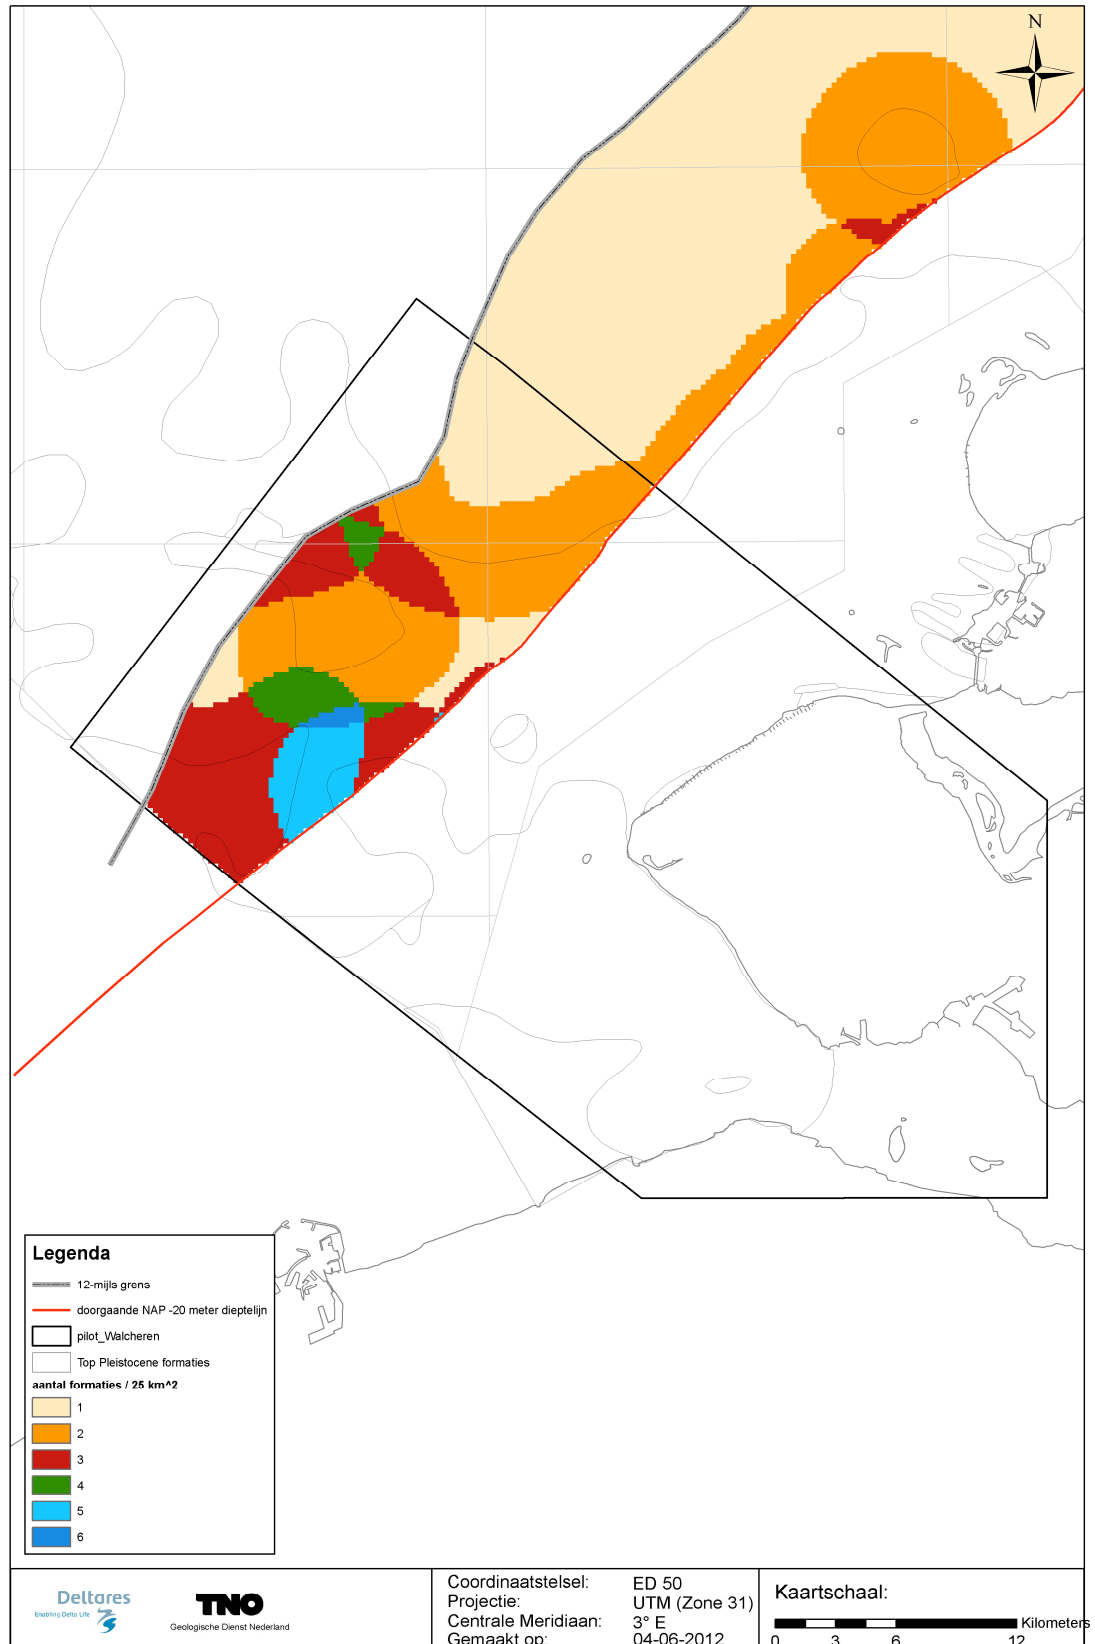 N
Legenda
12-mijls grens
doorgaande NAP -20 meter dieptelijn
pilot_Walcheren
Top Pleistocene formaties
aantal formaties / 25 km^2
1
2
3
4
5
6
Deltares
Enabling Delta Life
TNO
Geologische Dienst Nederland
Coordinaatstelsel: ED 50
Projectie: UTM (Zone 31)
Centrale Meridiaan: 3° E
Gemaakt op: 04-06-2012
Kaartschaal:
Kilometers
0 3 6 12